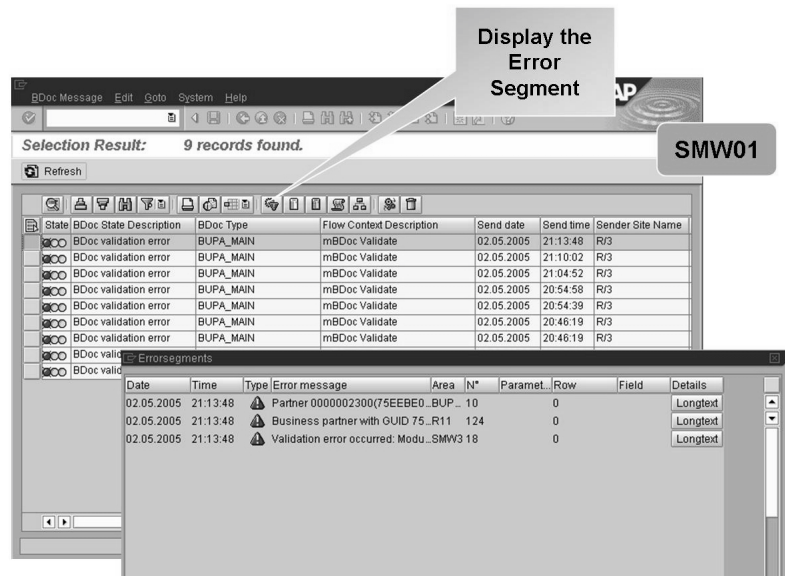 Display the
Error
Segment
BDoc Message Edit Goto System Help
AP
Selection Result: 9 records found.
SMW01
Refresh
State BDoc State Description BDoc Type Flow Context Description Send date Send time Sender Site Name
BDoc validation error BUPA_MAIN mBDoc Validate 02.05.2005 21:13:48 R/3
BDoc validation error BUPA_MAIN mBDoc Validate 02.05.2005 21:10:02 R/3
BDoc validation error BUPA_MAIN mBDoc Validate 02.05.2005 21:04:52 R/3
BDoc validation error BUPA_MAIN mBDoc Validate 02.05.2005 20:54:58 R/3
BDoc validation error BUPA_MAIN mBDoc Validate 02.05.2005 20:54:39 R/3
BDoc validation error BUPA_MAIN mBDoc Validate 02.05.2005 20:46:19 R/3
BDoc validation error BUPA_MAIN mBDoc Validate 02.05.2005 20:46:19 R/3
BDoc valid
BDoc valid
Errorsegments
Date Time Type Error message Area N° Paramet... Row Field Details
02.05.2005 21:13:48 Partner 0000002300(75EEBE0... BUP... 10 0 Longtext
02.05.2005 21:13:48 Business partner with GUID 75... R11 124 0 Longtext
02.05.2005 21:13:48 Validation error occurred: Modu... SMW3 18 0 Longtext